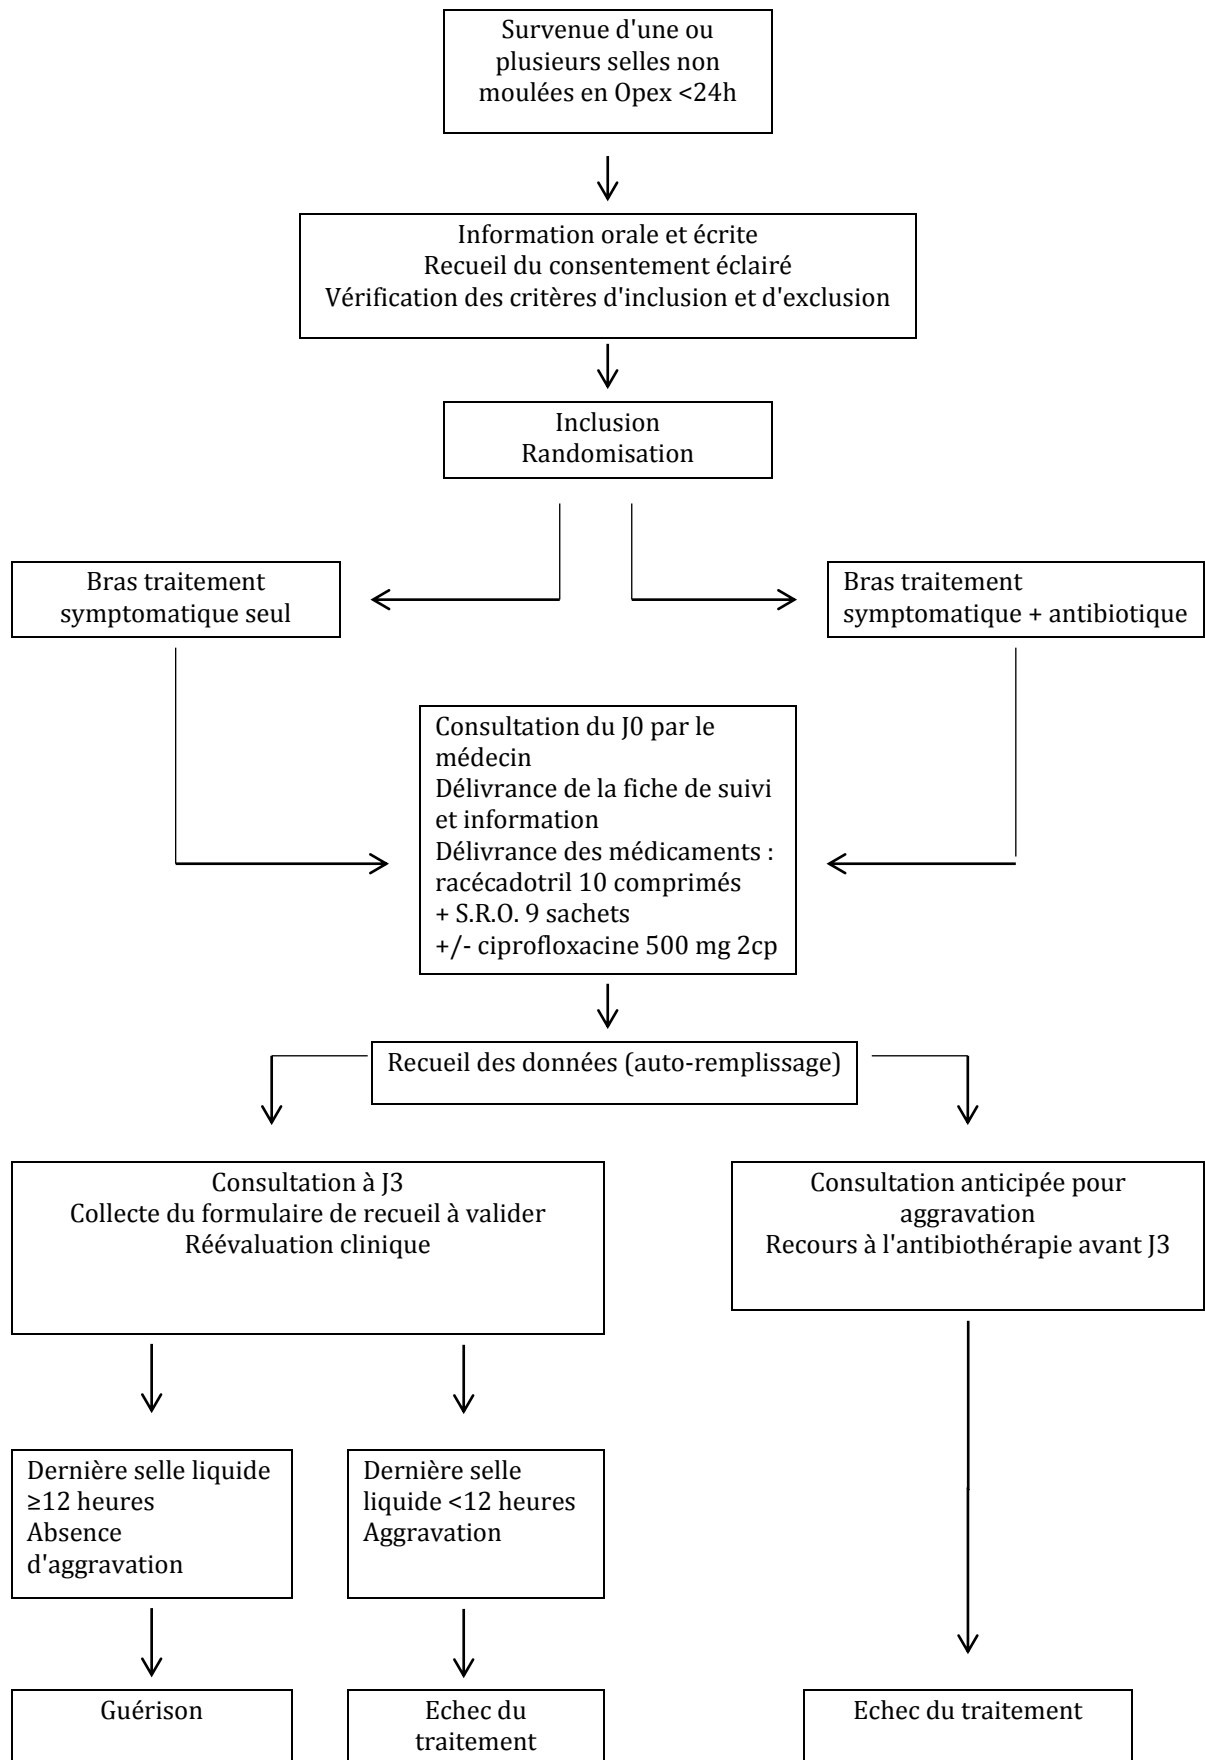 Survenue d'une ou
plusieurs selles non
moulées en Opex <24h
Information orale et écrite
Recueil du consentement éclairé
Vérification des critères d'inclusion et d'exclusion
Inclusion
Randomisation
Bras traitement
symptomatique seul
Bras traitement
symptomatique + antibiotique
Consultation du J0 par le
médecin
Délivrance de la fiche de suivi
et information
Délivrance des médicaments :
racécadotril 10 comprimés
+ S.R.O. 9 sachets
+/- ciprofloxacine 500 mg 2cp
Recueil des données (auto-remplissage)
Consultation à J3
Collecte du formulaire de recueil à valider
Réévaluation clinique
Consultation anticipée pour
aggravation
Recours à l'antibiothérapie avant J3
Dernière selle liquide
≥12 heures
Absence
d'aggravation
Dernière selle
liquide <12 heures
Aggravation
Guérison
Echec du
traitement
Echec du traitement